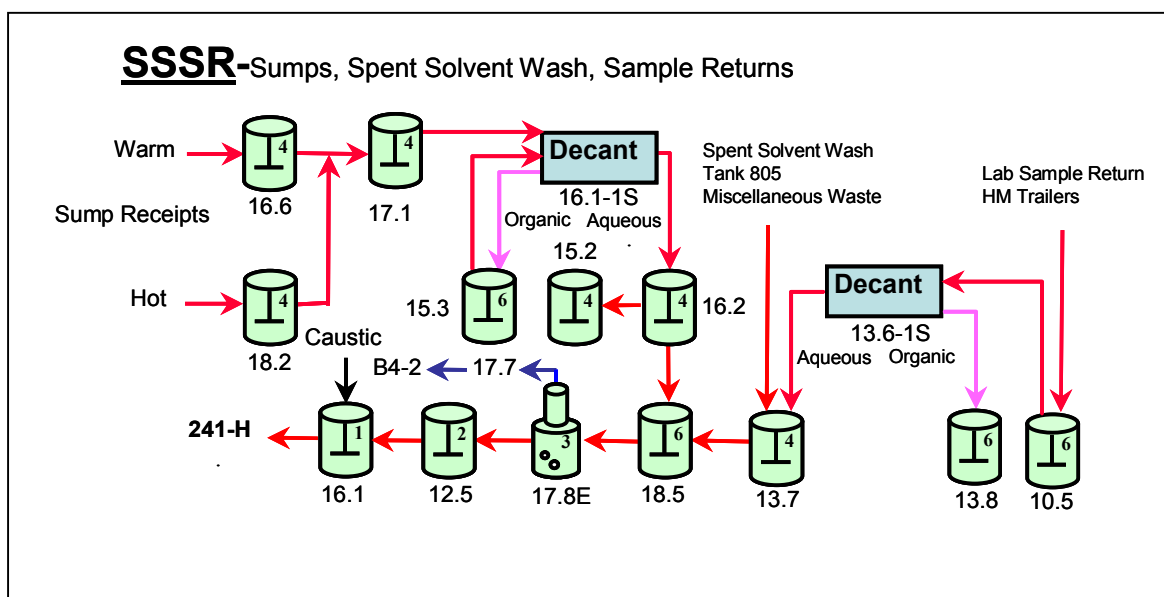 SSSR-Sumps, Spent Solvent Wash, Sample Returns
Warm
4
16.6
4
17.1
Decant
16.1-1S
Organic Aqueous
Sump Receipts
Hot
4
18.2
6
15.3
15.2
4
4
16.2
Spent Solvent Wash
Tank 805
Miscellaneous Waste
Lab Sample Return
HM Trailers
Decant
13.6-1S
Aqueous Organic
Caustic
B4-2
17.7
241-H
1
16.1
2
12.5
3
17.8E
6
18.5
4
13.7
6
13.8
6
10.5